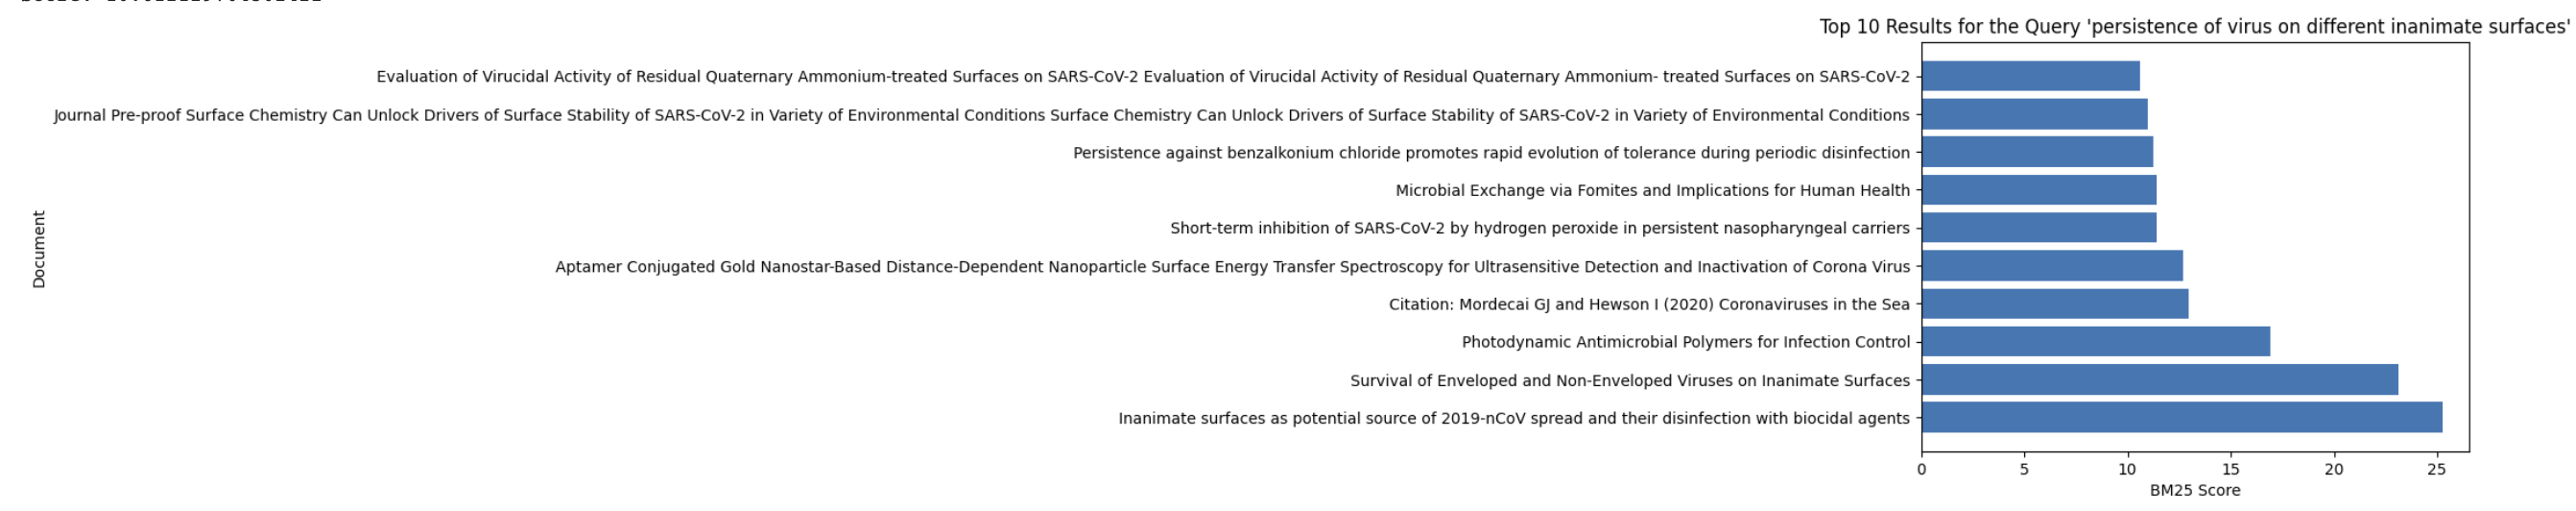 Top 10 Results for the Query 'persistence of virus on different inanimate surfaces'
Evaluation of Virucidal Activity of Residual Quaternary Ammonium-treated Surfaces on SARS-CoV-2 Evaluation of Virucidal Activity of Residual Quaternary Ammonium- treated Surfaces on SARS-CoV-2
Journal Pre-proof Surface Chemistry Can Unlock Drivers of Surface Stability of SARS-CoV-2 in Variety of Environmental Conditions Surface Chemistry Can Unlock Drivers of Surface Stability of SARS-CoV-2 in Variety of Environmental Conditions
Persistence against benzalkonium chloride promotes rapid evolution of tolerance during periodic disinfection
Microbial Exchange via Fomites and Implications for Human Health
Short-term inhibition of SARS-CoV-2 by hydrogen peroxide in persistent nasopharyngeal carriers
Aptamer Conjugated Gold Nanostar-Based Distance-Dependent Nanoparticle Surface Energy Transfer Spectroscopy for Ultrasensitive Detection and Inactivation of Corona Virus
Citation: Mordecai GJ and Hewson I (2020) Coronaviruses in the Sea
Photodynamic Antimicrobial Polymers for Infection Control
Survival of Enveloped and Non-Enveloped Viruses on Inanimate Surfaces
Inanimate surfaces as potential source of 2019-nCoV spread and their disinfection with biocidal agents
Document
0 5 10 15 20 25
BM25 Score